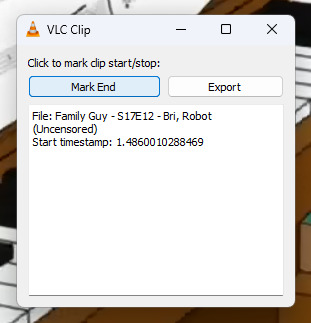 VLC Clip
Click to mark clip start/stop:
Mark End
Export
File: Family Guy - S17E12 - Bri, Robot
(Uncensored)
Start timestamp: 1.4860010288469